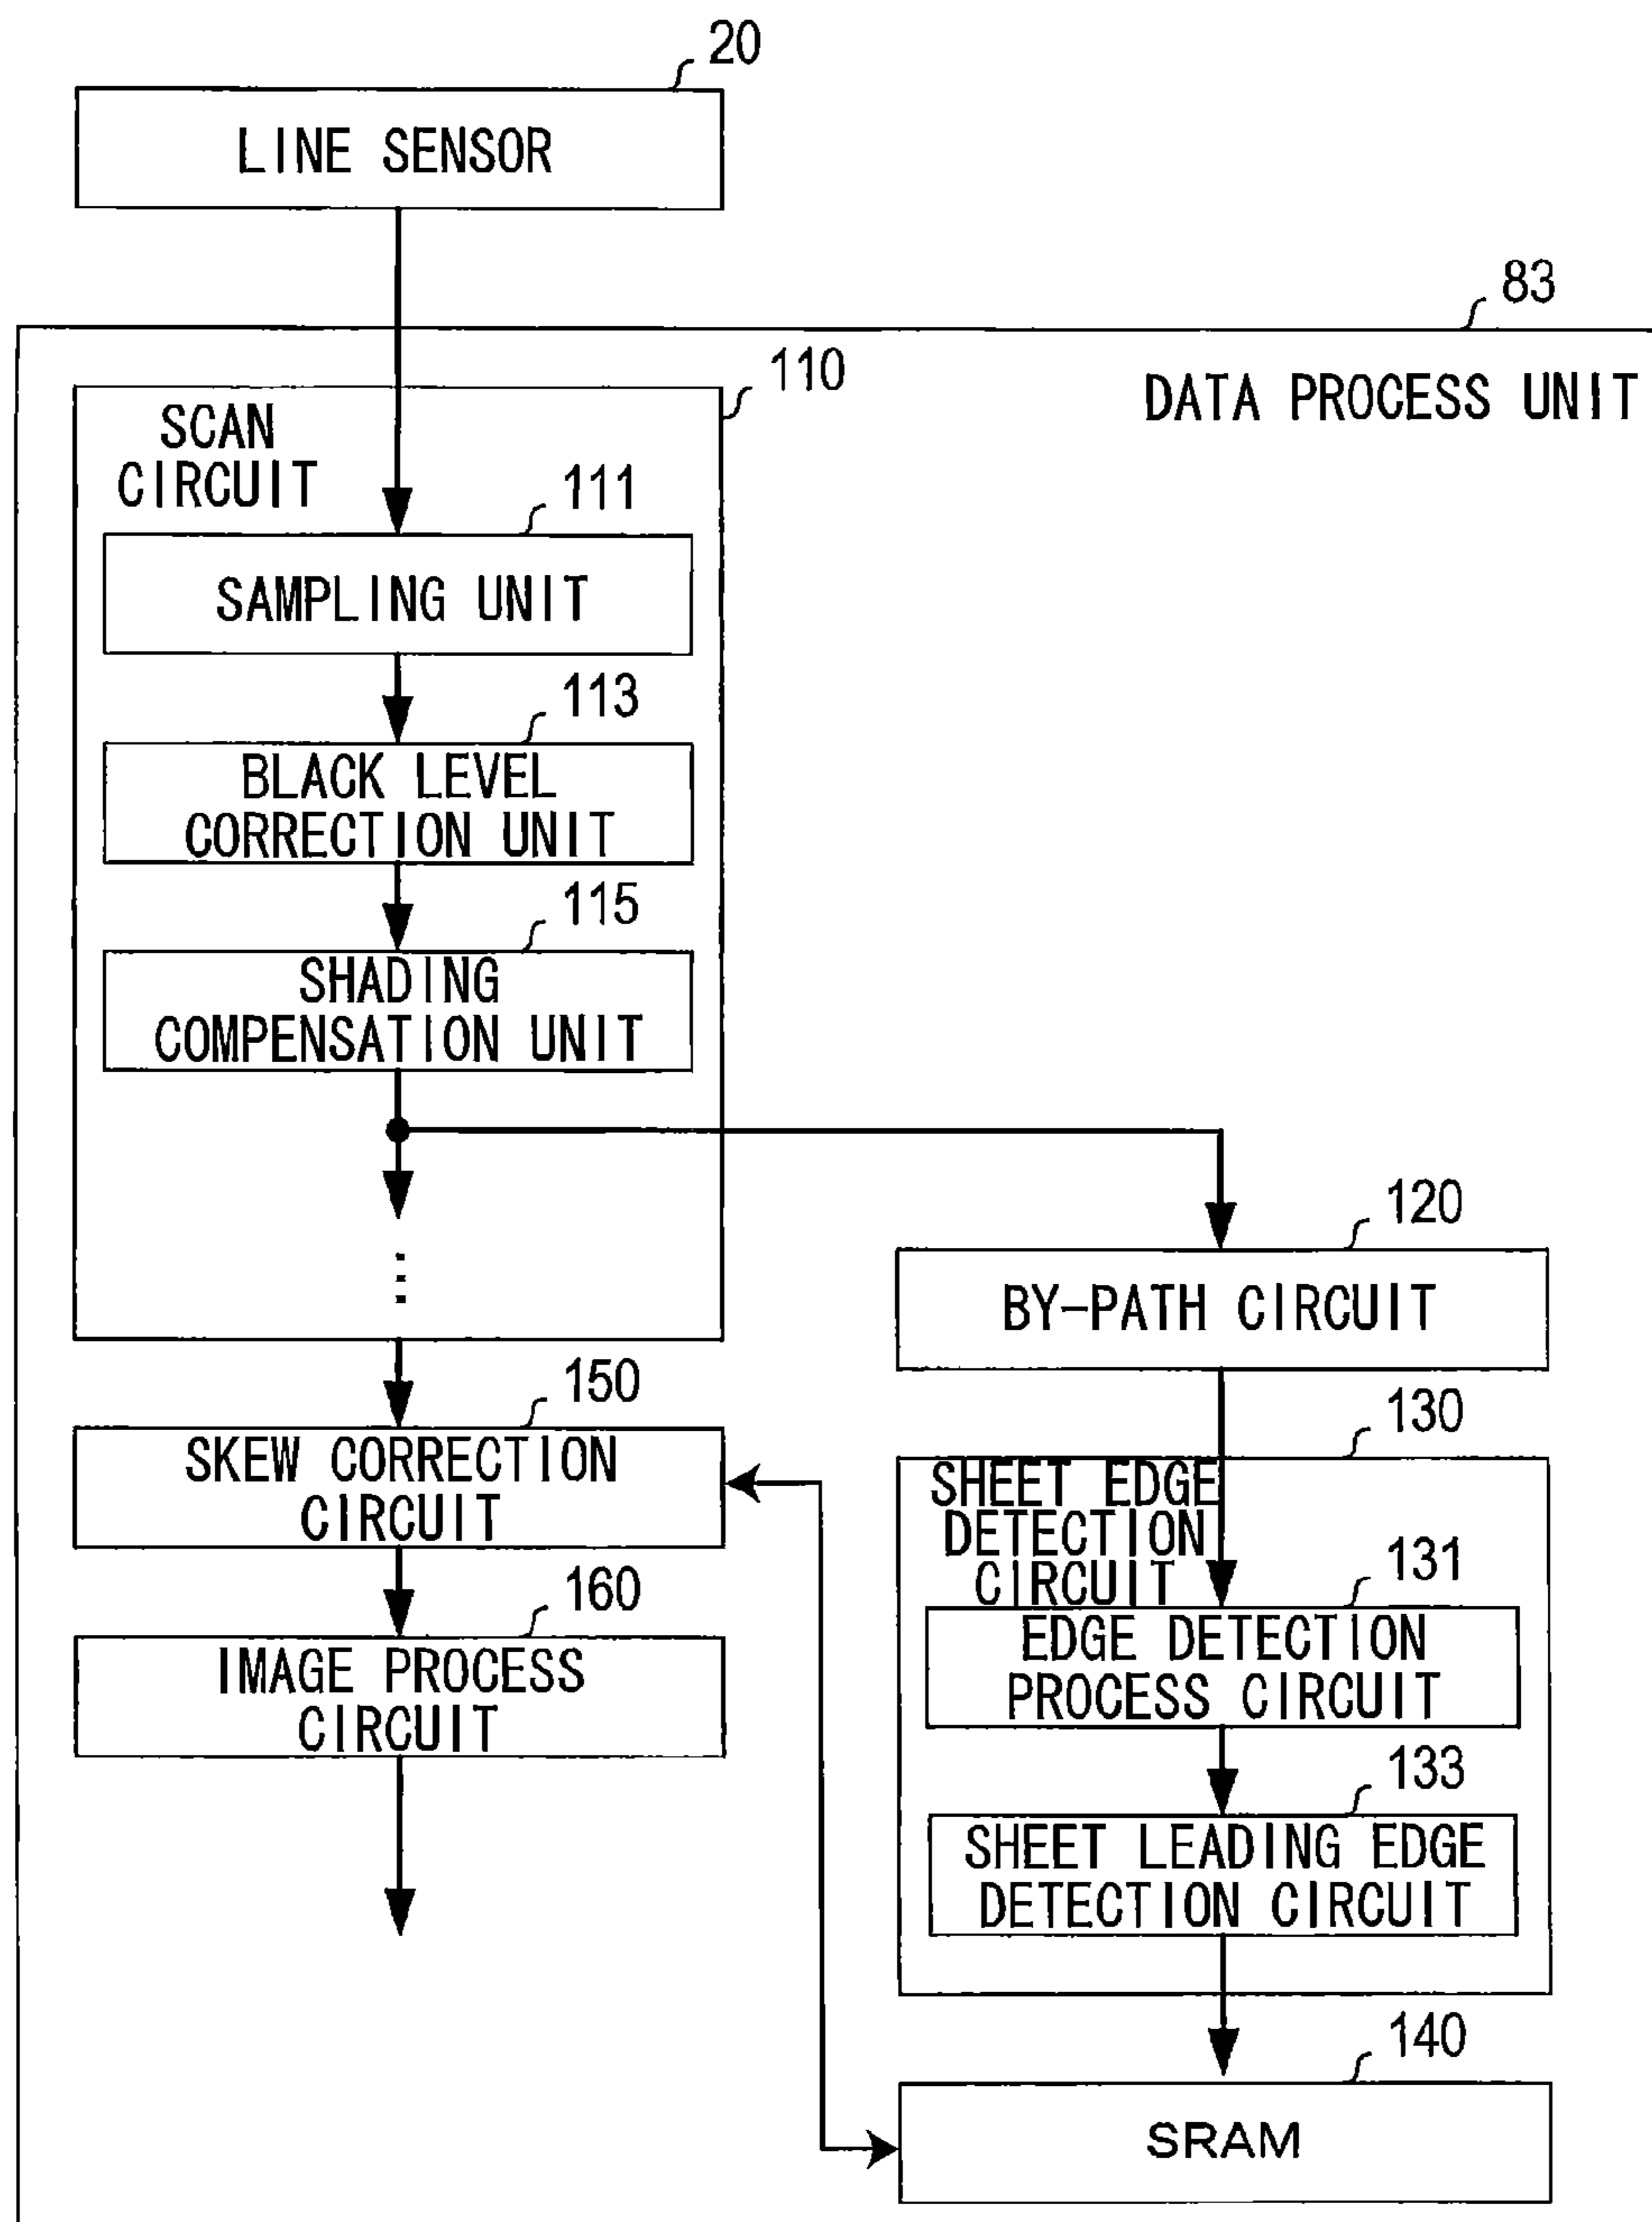 20
LINE SENSOR
83
DATA PROCESS UNIT
110
SCAN
CIRCUIT
111
SAMPLING UNIT
113
BLACK LEVEL
CORRECTION UNIT
115
SHADING
COMPENSATION UNIT
120
BY-PATH CIRCUIT
150
SKEW CORRECTION
CIRCUIT
130
SHEET EDGE
DETECTION
CIRCUIT
131
EDGE DETECTION
PROCESS CIRCUIT
160
IMAGE PROCESS
CIRCUIT
133
SHEET LEADING EDGE
DETECTION CIRCUIT
140
SRAM